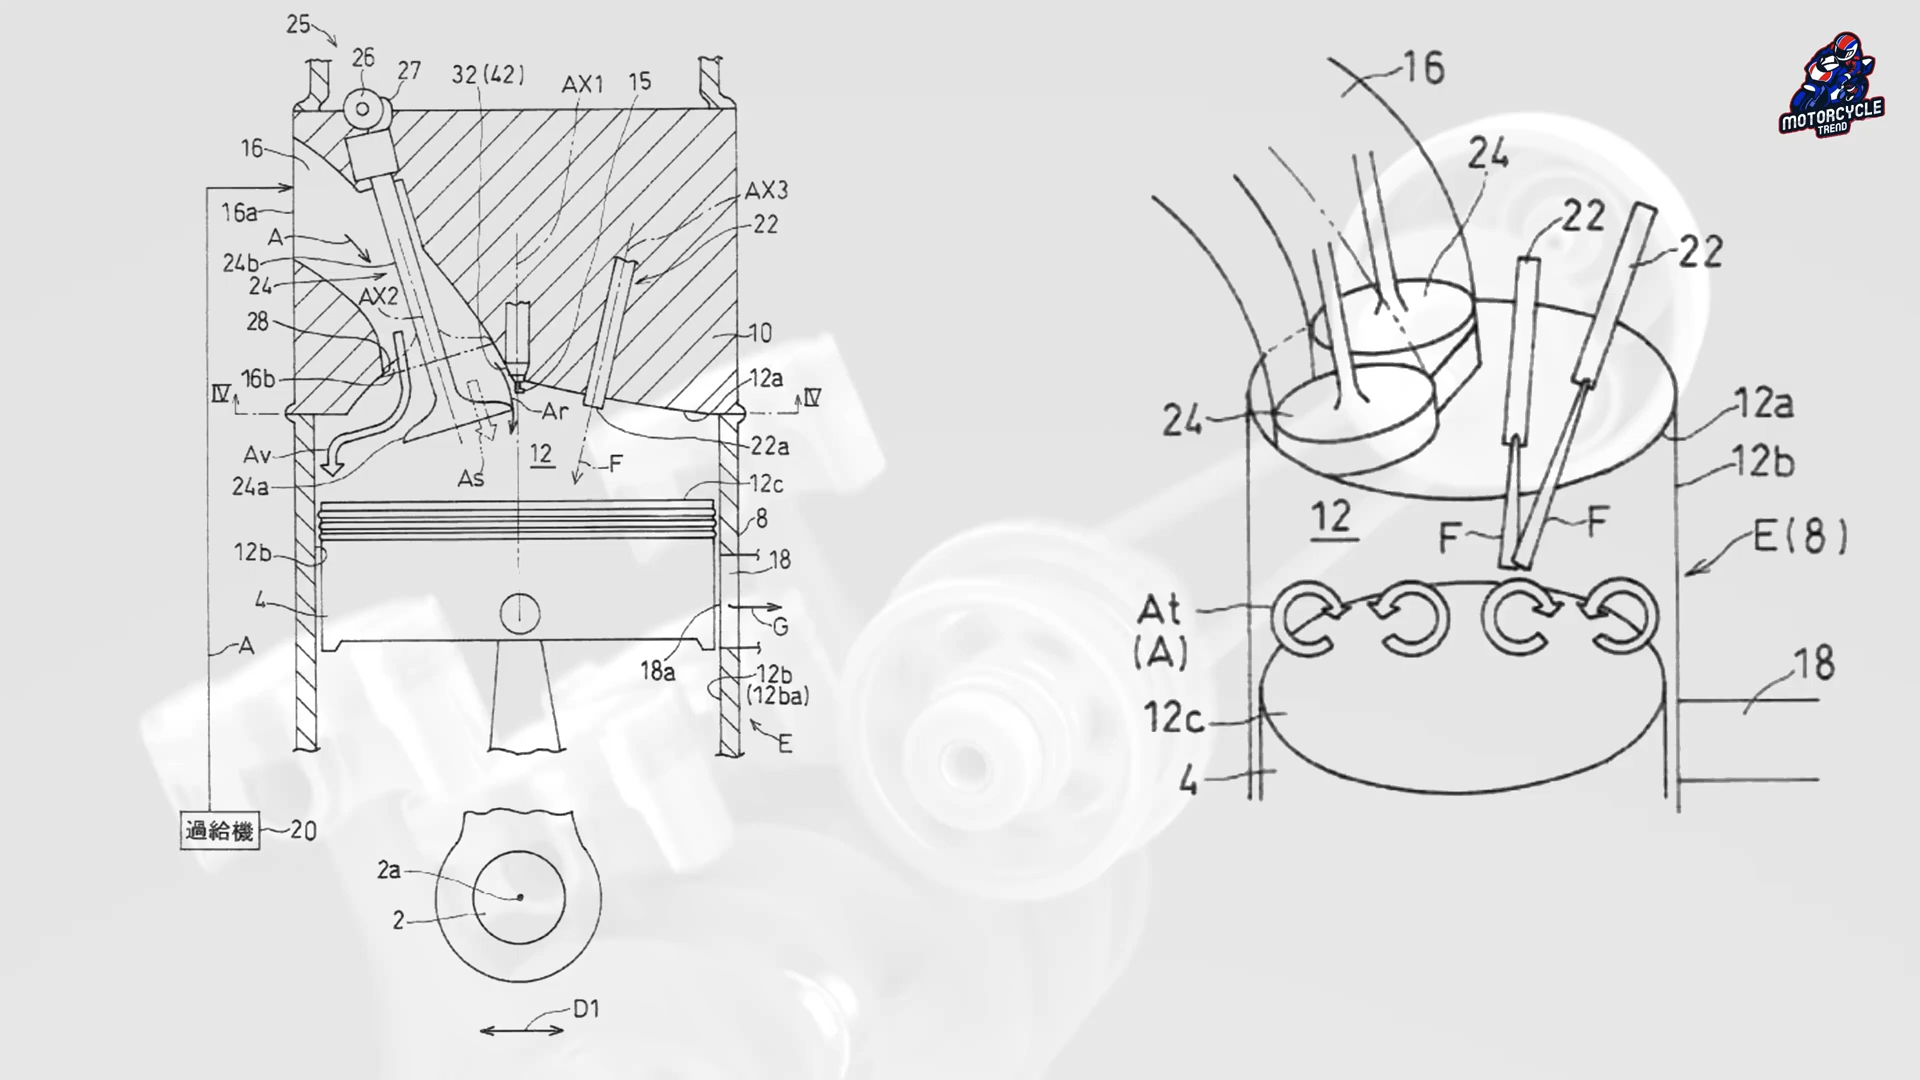 25
26
27
32(42)
AX1
15
16
AX3
16a
22
A
24b
24
AX2
28
10
16b
12a
IV
IV
Ar
22a
Av
12
F
24a
As
12c
8
12b
18
4
G
A
18a
12b
(12ba)
E
過給機
20
2a
2
D1
16
24
22
22
24
12a
12b
12
F
F
E(8)
At
(A)
12c
18
4
MOTORCYCLE
TREND